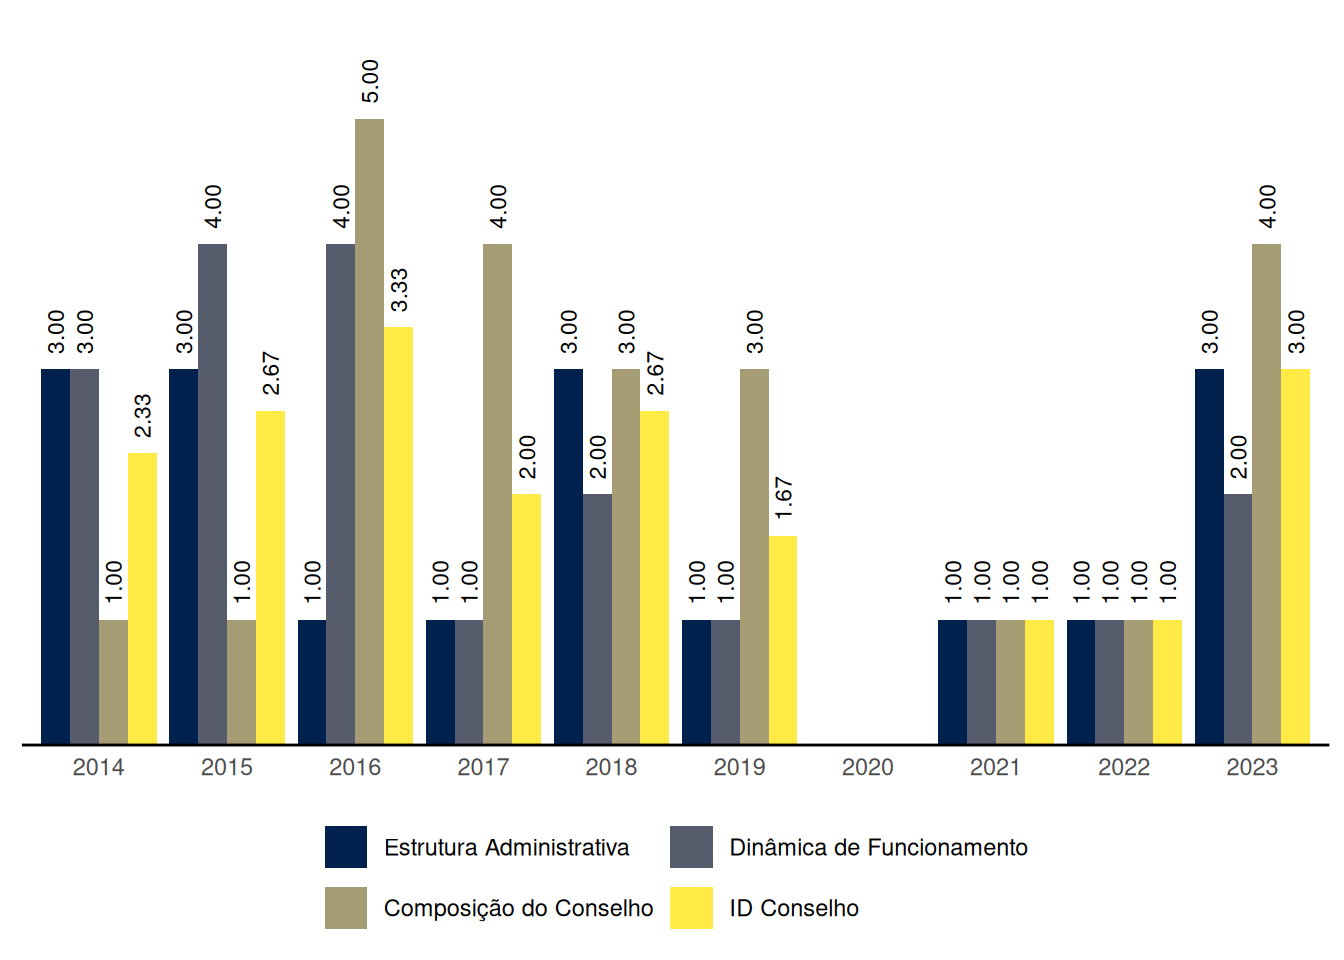 5.00
4.00 4.00 4.00 4.00
3.33
3.00 3.00 3.00 3.00 3.00 3.00 3.00 3.00
2.67 2.67
2.33
2.00 2.00 2.00
1.67
1.00 1.00 1.00 1.00 1.00 1.00 1.00 1.00 1.00 1.00 1.00 1.00 1.00 1.00 1.00
2014 2015 2016 2017 2018 2019 2020 2021 2022 2023
Estrutura Administrativa Dinâmica de Funcionamento
Composição do Conselho ID Conselho